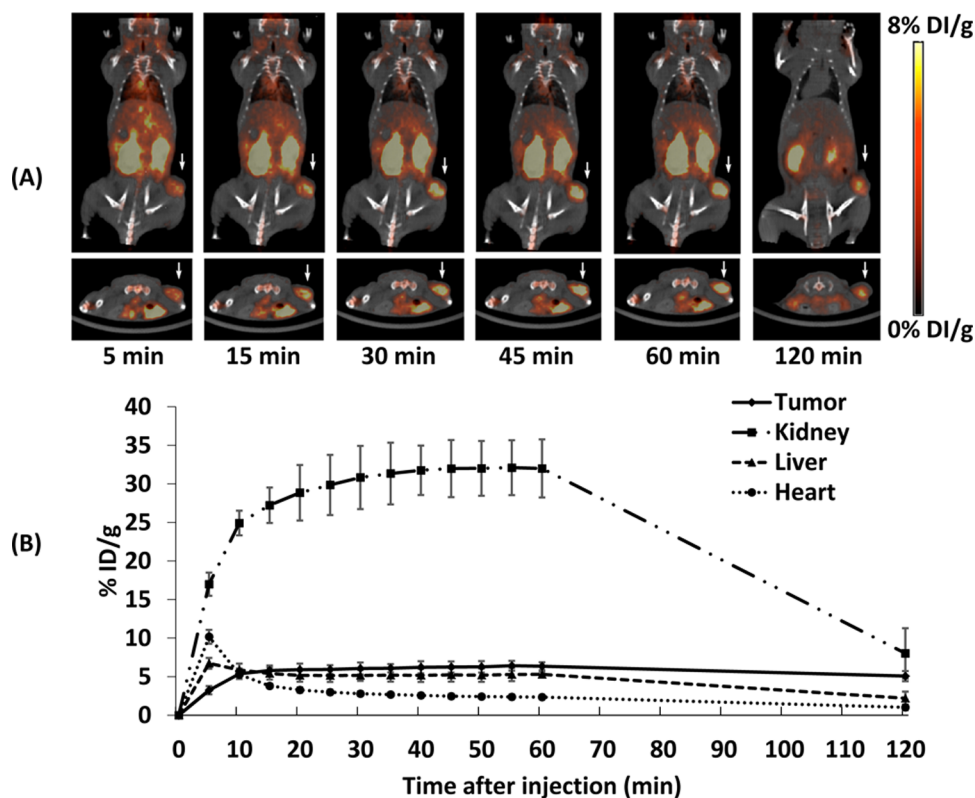 8% DI/g
(A)
0% DI/g
5 min
15 min
30 min
45 min
60 min
120 min
40
35
30
25
20
15
10
5
0
% ID/g
(B)
Tumor
Kidney
Liver
Heart
0
10
20
30
40
50
60
70
80
90
100
110
120
Time after injection (min)